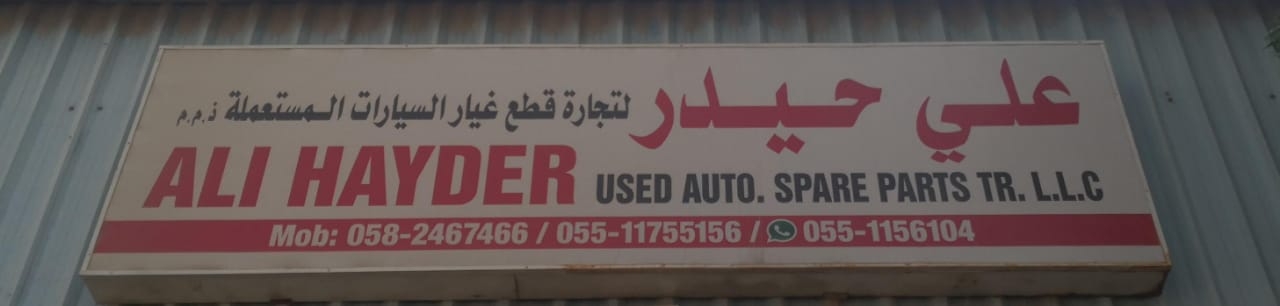 علي حيدر لتجارة قطع غيار السيارات المستعملة ذ.م.م
ALI HAYDER USED AUTO. SPARE PARTS TR. L.L.C
Mob: 058-2467466 / 055-11755156 / 055-1156104